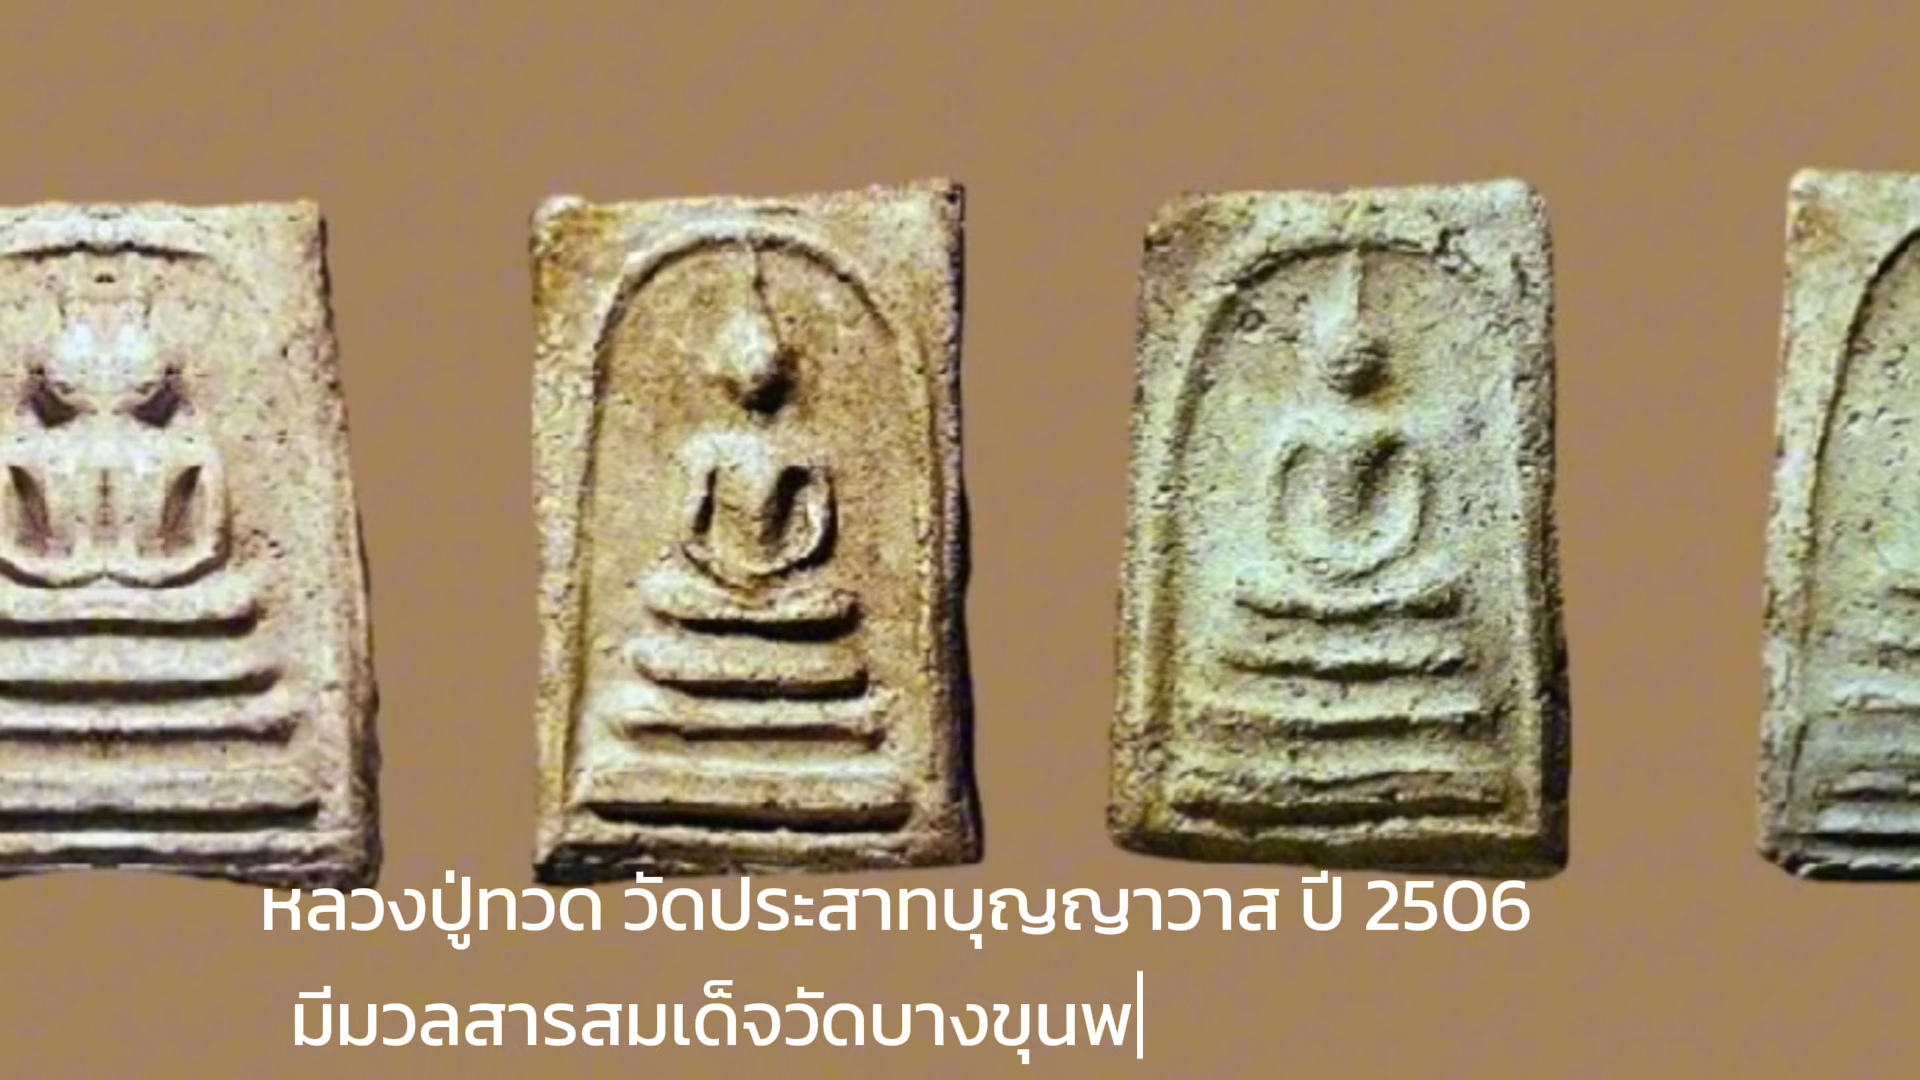 หลวงปู่ทวด วัดประสาทบุญญาวาส ปี 2506
มีมวลสารสมเด็จวัดบางขุนพ